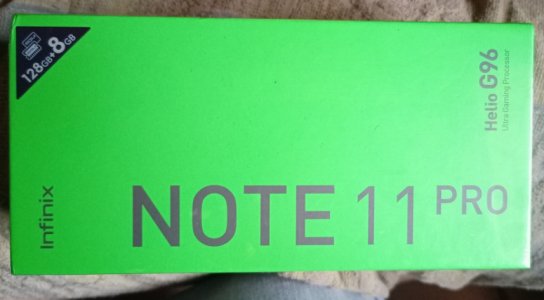 128GB+8GB
Helio G96
Ultra Gaming Processor
Infinix
NOTE 11 PRO